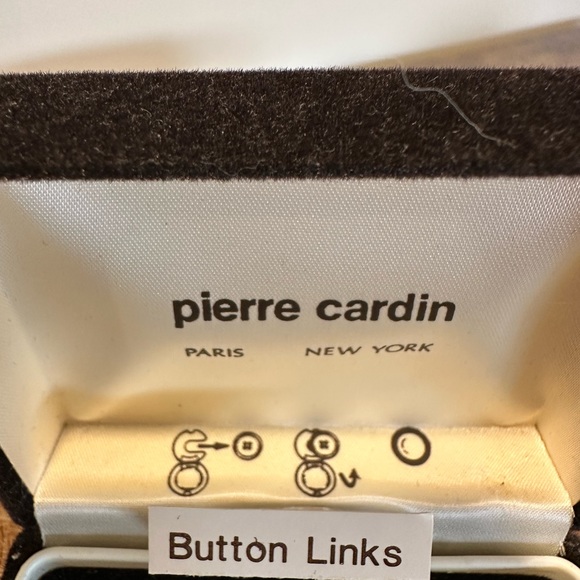 pierre cardin
PARIS NEW YORK
Button Links